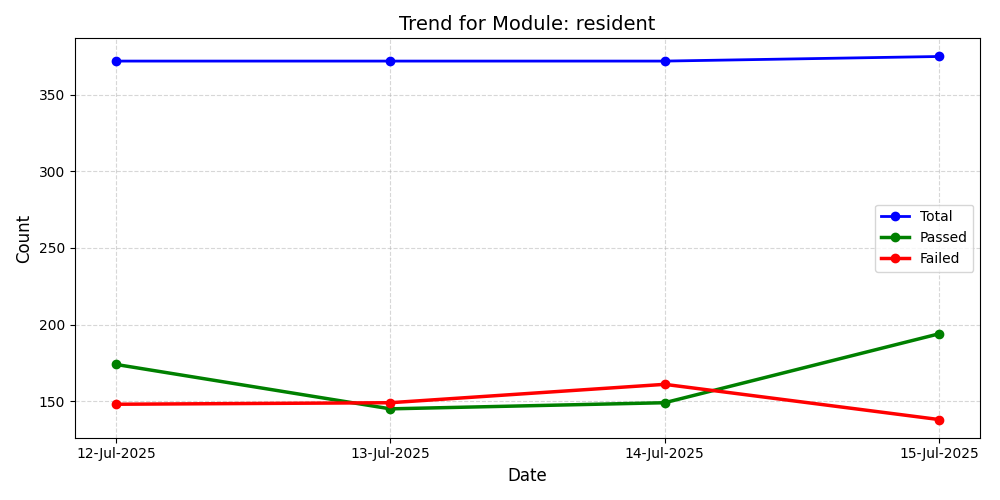 Trend for Module: resident
Count
350
300
250
200
150
Total
Passed
Failed
12-Jul-2025
13-Jul-2025
14-Jul-2025
15-Jul-2025
Date